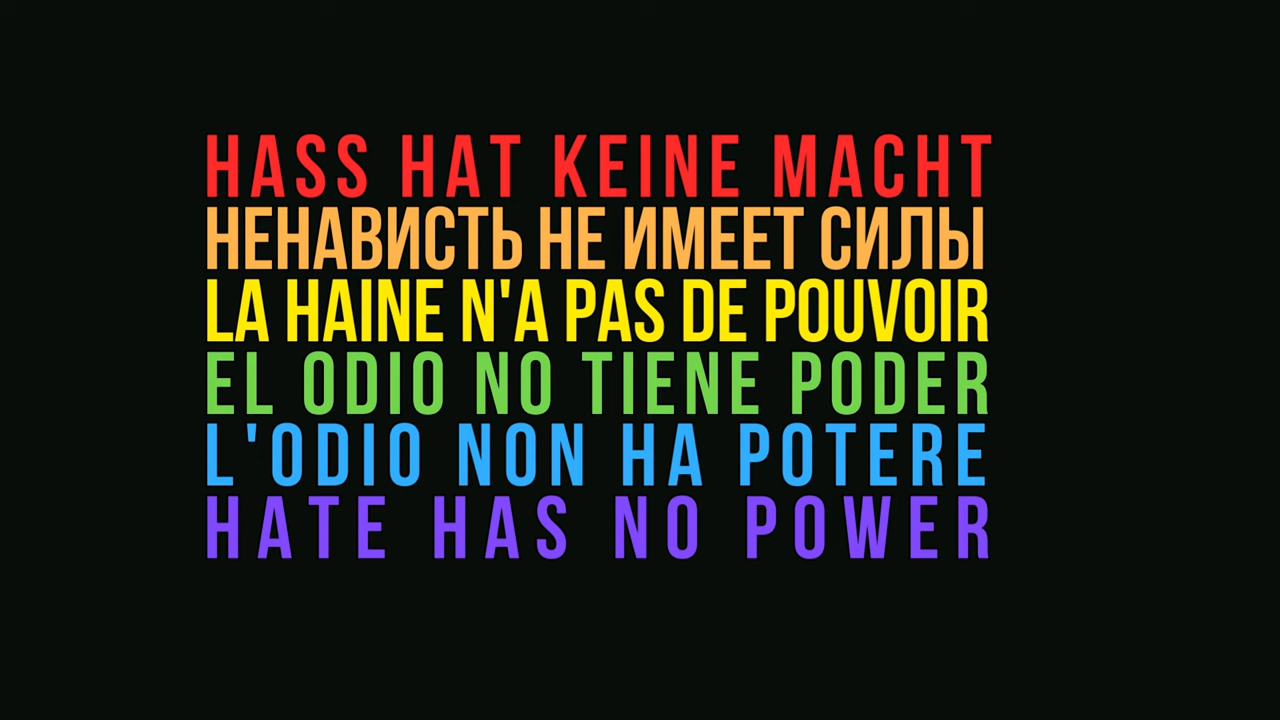 HASS HAT KEINE MACHT
НЕНАВИСТЬ НЕ ИМЕЕТ СИЛЫ
LA HAINE N'A PAS DE POUVOIR
EL ODIO NO TIENE PODER
L'ODIO NON HA POTERE
HATE HAS NO POWER